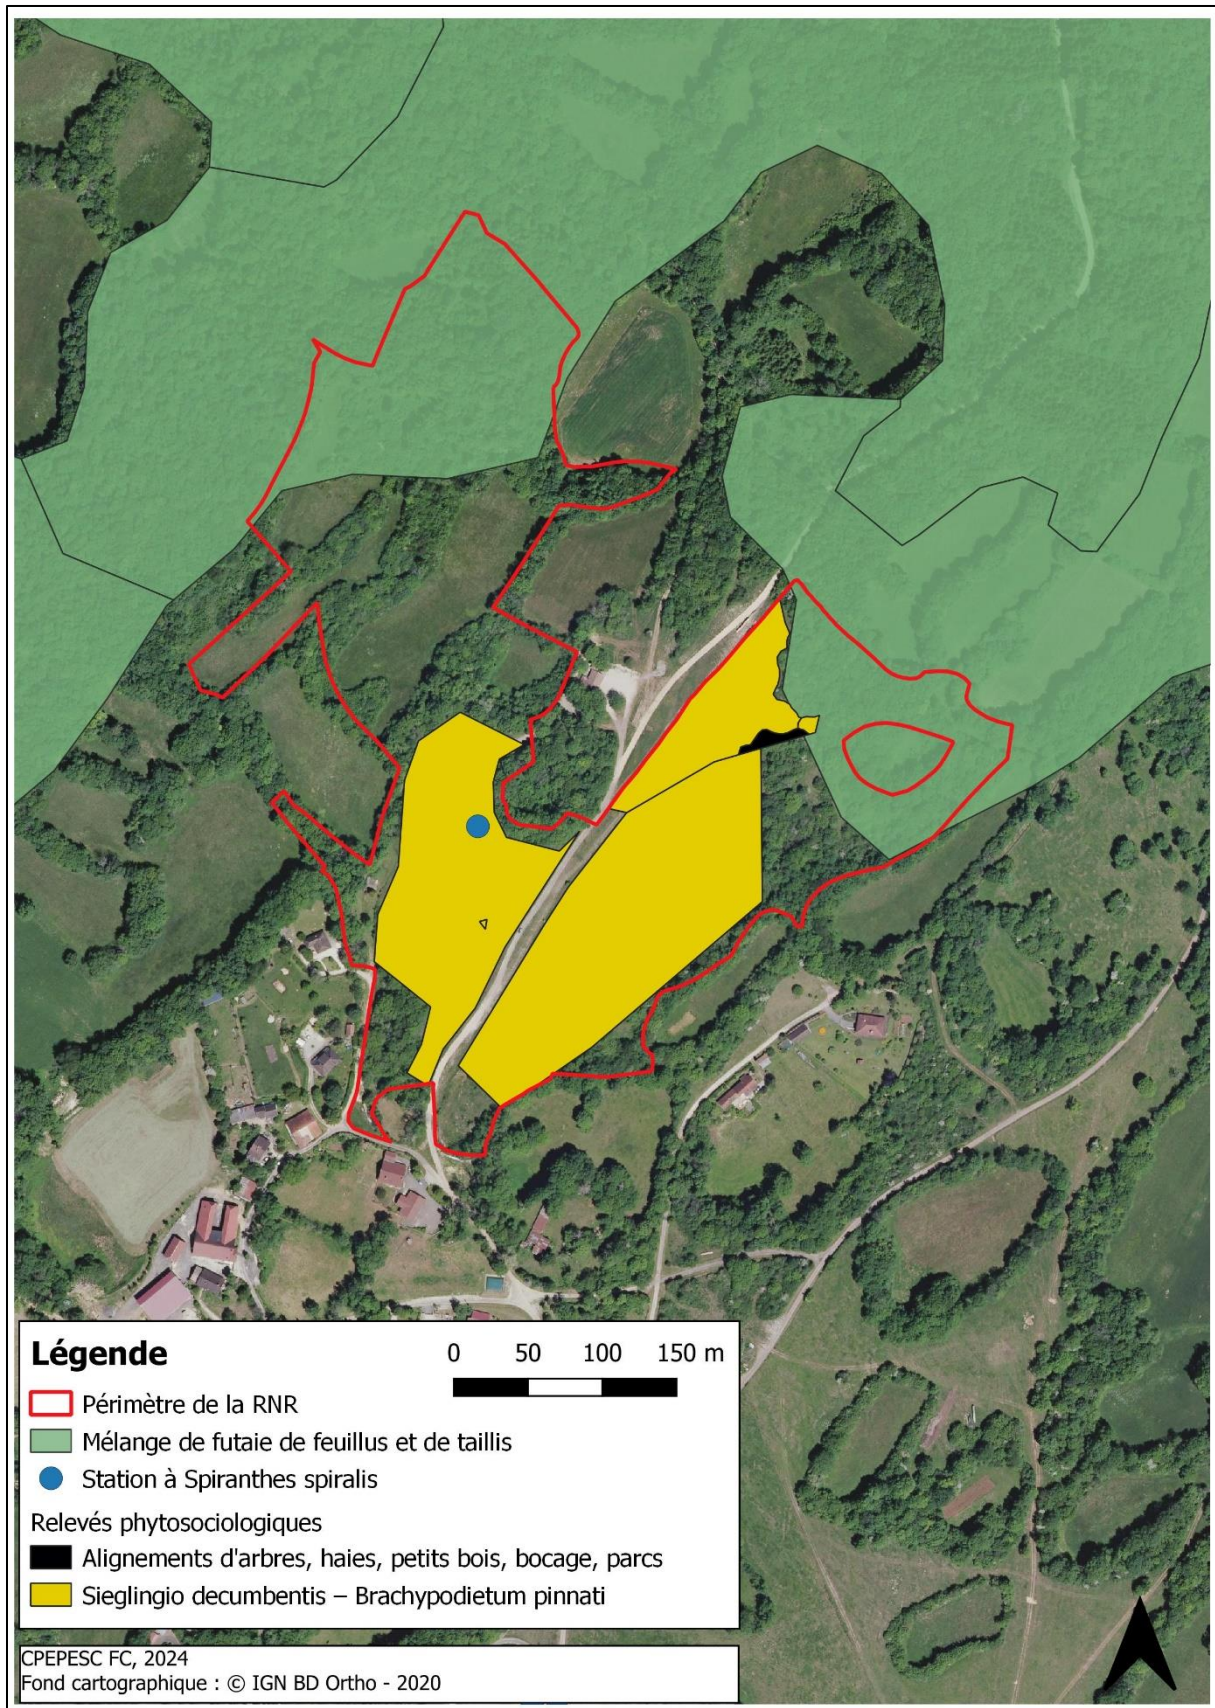 Légende
0 50 100 150 m
Périmètre de la RNR
Mélange de futaie de feuillus et de taillis
Station à Spiranthes spiralis
Relevés phytosociologiques
Alignements d'arbres, haies, petits bois, bocage, parcs
Sieglingio decumbentis – Brachypodietum pinnati
CPEPESC FC, 2024
Fond cartographique : © IGN BD Ortho - 2020